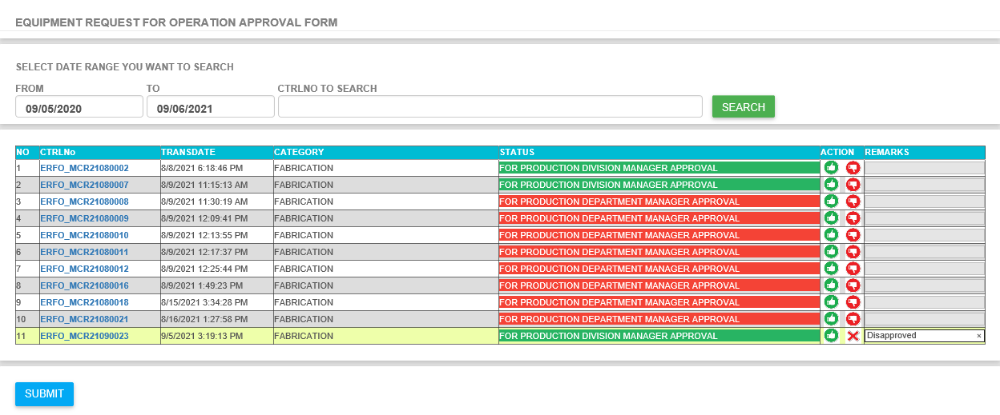 EQUIPMENT REQUEST FOR OPERATION APPROVAL FORM
SELECT DATE RANGE YOU WANT TO SEARCH
FROM TO CTRLNO TO SEARCH
09/05/2020 09/06/2021 SEARCH
NO CTRLNo TRANSDATE CATEGORY STATUS ACTION REMARKS
1 ERFO_MCR21080002 8/8/2021 6:18:46 PM FABRICATION FOR PRODUCTION DIVISION MANAGER APPROVAL
2 ERFO_MCR21080007 8/9/2021 11:15:13 AM FABRICATION FOR PRODUCTION DIVISION MANAGER APPROVAL
3 ERFO_MCR21080008 8/9/2021 11:30:19 AM FABRICATION FOR PRODUCTION DEPARTMENT MANAGER APPROVAL
4 ERFO_MCR21080009 8/9/2021 12:09:41 PM FABRICATION FOR PRODUCTION DEPARTMENT MANAGER APPROVAL
5 ERFO_MCR21080010 8/9/2021 12:13:55 PM FABRICATION FOR PRODUCTION DEPARTMENT MANAGER APPROVAL
6 ERFO_MCR21080011 8/9/2021 12:17:37 PM FABRICATION FOR PRODUCTION DEPARTMENT MANAGER APPROVAL
7 ERFO_MCR21080012 8/9/2021 12:25:44 PM FABRICATION FOR PRODUCTION DEPARTMENT MANAGER APPROVAL
8 ERFO_MCR21080016 8/9/2021 1:49:23 PM FABRICATION FOR PRODUCTION DEPARTMENT MANAGER APPROVAL
9 ERFO_MCR21080018 8/15/2021 3:34:28 PM FABRICATION FOR PRODUCTION DEPARTMENT MANAGER APPROVAL
10 ERFO_MCR21080021 8/16/2021 1:27:58 PM FABRICATION FOR PRODUCTION DEPARTMENT MANAGER APPROVAL
11 ERFO_MCR21090023 9/5/2021 3:19:13 PM FABRICATION FOR PRODUCTION DIVISION MANAGER APPROVAL Disapproved ×
SUBMIT